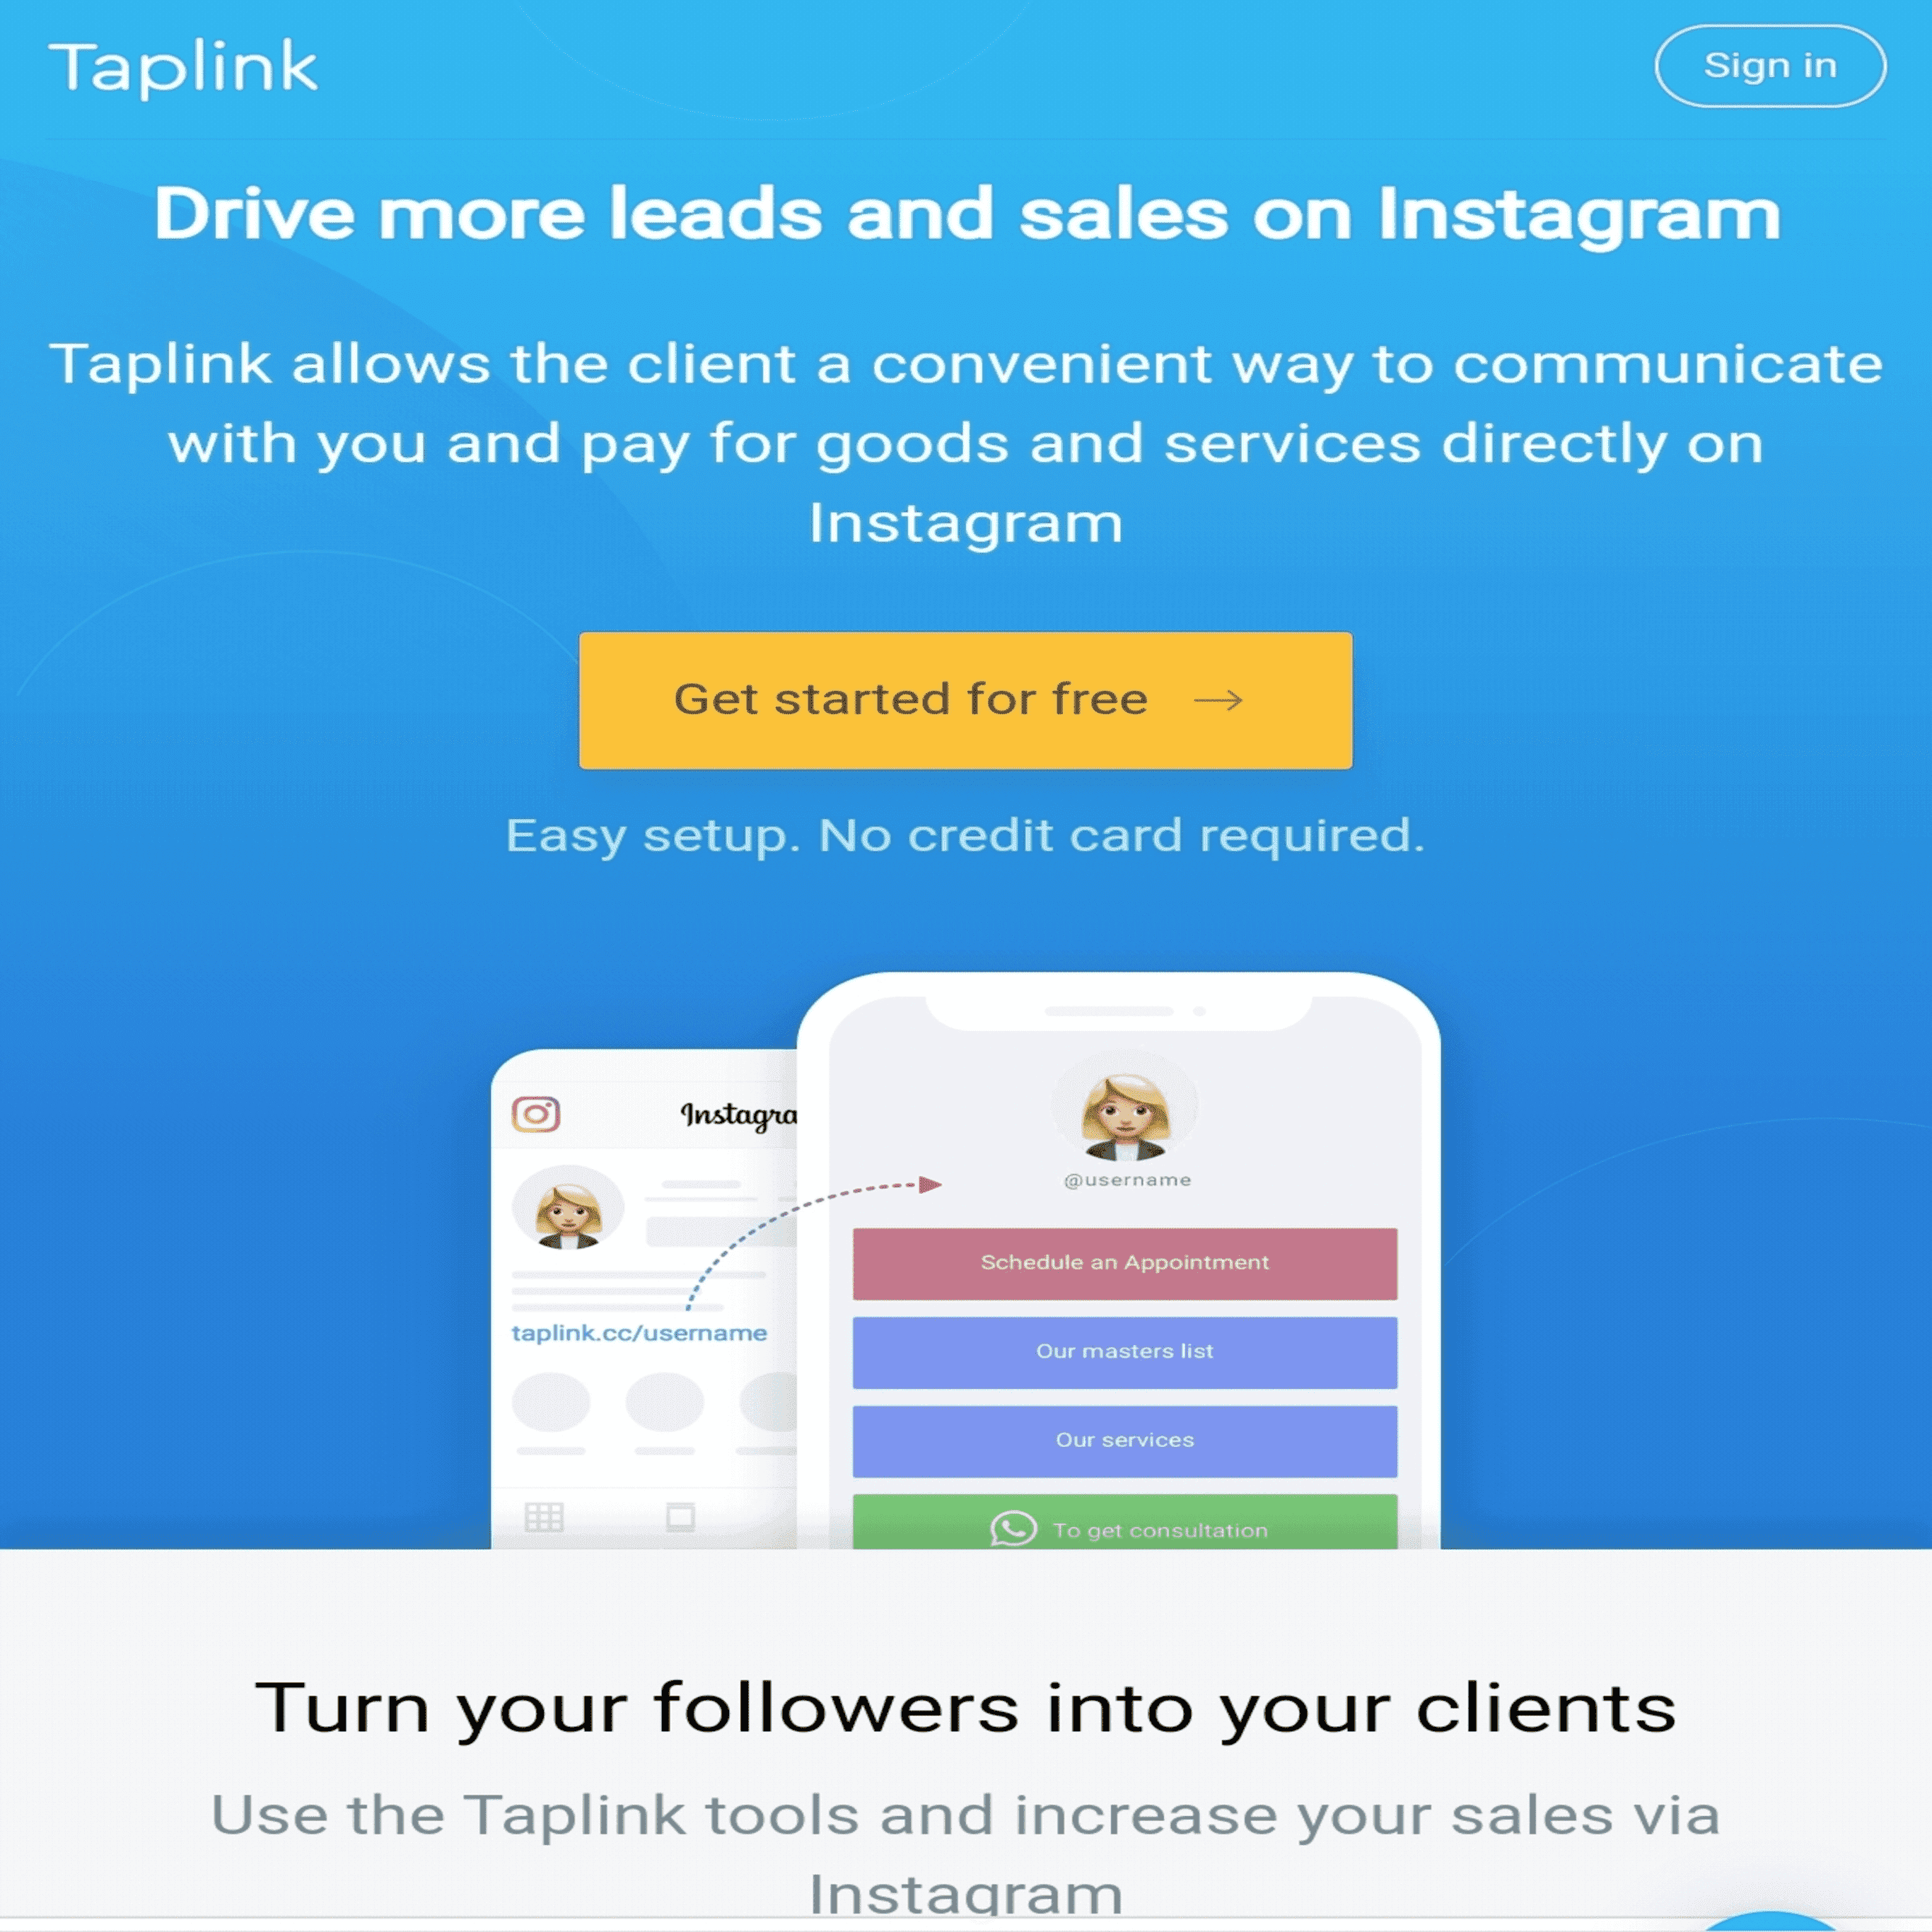 Taplink
Sign in
Drive more leads and sales on Instagram
Taplink allows the client a convenient way to communicate
with you and pay for goods and services directly on
Instagram
Get started for free →
Easy setup. No credit card required.
Instagra
taplink.cc/username
@username
Schedule an Appointment
Our masters list
Our services
To get consultation
Turn your followers into your clients
Use the Taplink tools and increase your sales via
Instagram